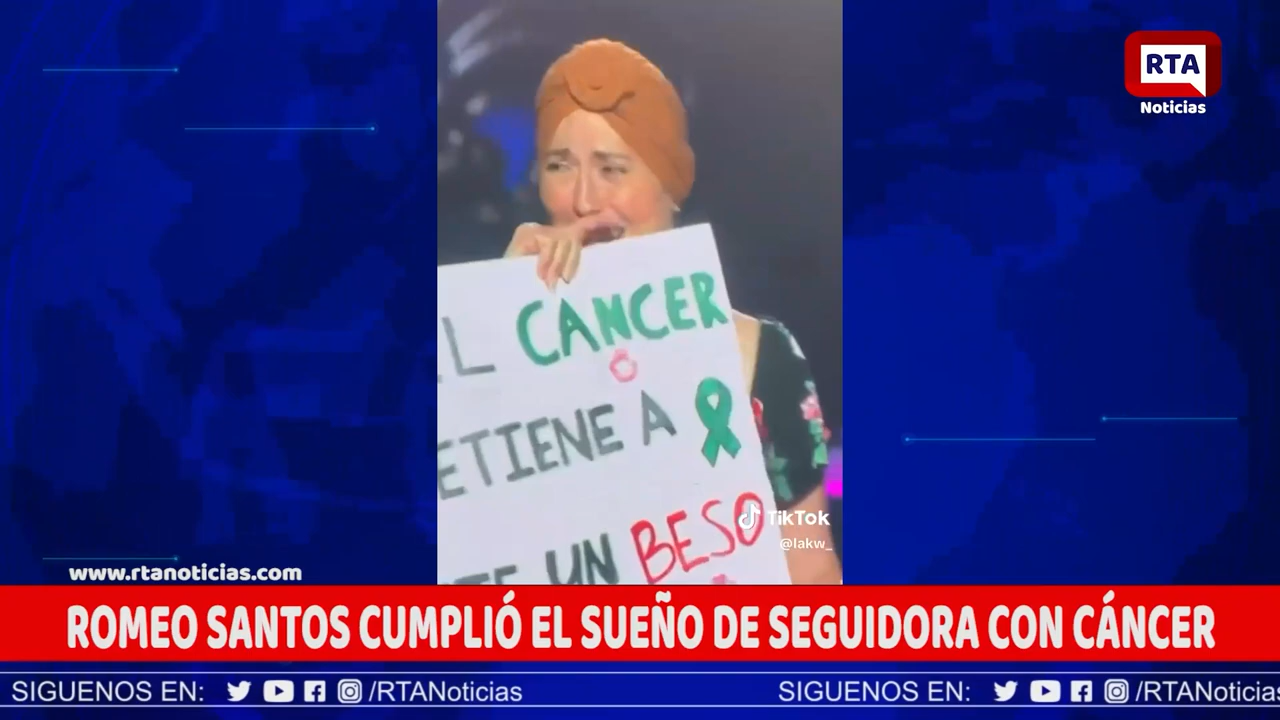 RTA
Noticias
CANCER
A
UN BESO
TikTok
@lakw_
www.rtanoticias.com
ROMEO SANTOS CUMPLIÓ EL SUEÑO DE SEGUIDORA CON CÁNCER
SIGUENOS EN: /RTANoticias SIGUENOS EN: /RTANoticias